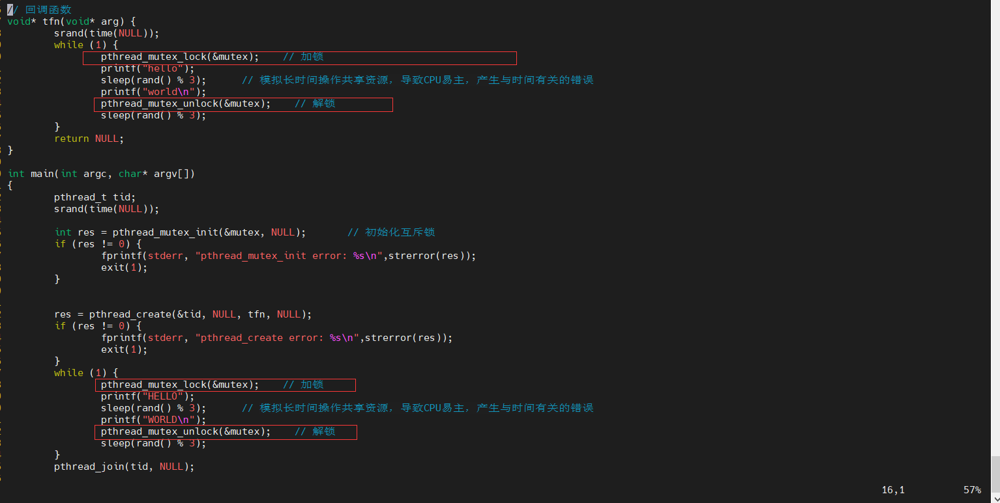 // 回调函数
void* tfn(void* arg) {
        srand(time(NULL));
        while (1) {
                pthread_mutex_lock(&mutex);    // 加锁
                printf("hello");
                sleep(rand() % 3);      // 模拟长时间操作共享资源，导致CPU易主，产生与时间有关的错误
                printf("world\n");
                pthread_mutex_unlock(&mutex);    // 解锁
                sleep(rand() % 3);
        }
        return NULL;
}
int main(int argc, char* argv[])
{
        pthread_t tid;
        srand(time(NULL));
        int res = pthread_mutex_init(&mutex, NULL);       // 初始化互斥锁
        if (res != 0) {
                fprintf(stderr, "pthread_mutex_init error: %s\n",strerror(res));
                exit(1);
        }
        res = pthread_create(&tid, NULL, tfn, NULL);
        if (res != 0) {
                fprintf(stderr, "pthread_create error: %s\n",strerror(res));
                exit(1);
        }
        while (1) {
                pthread_mutex_lock(&mutex);    // 加锁
                printf("HELLO");
                sleep(rand() % 3);      // 模拟长时间操作共享资源，导致CPU易主，产生与时间有关的错误
                printf("WORLD\n");
                pthread_mutex_unlock(&mutex);    // 解锁
                sleep(rand() % 3);
        }
        pthread_join(tid, NULL);
16,1          57%